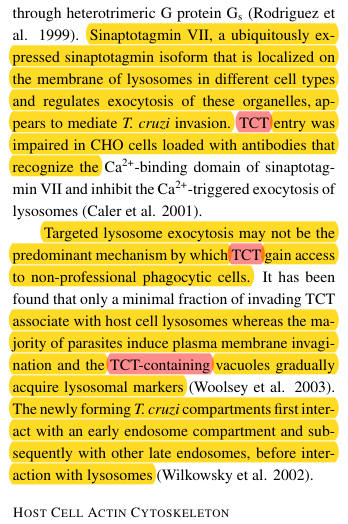 through heterotrimeric G protein Gs (Rodriguez et
al. 1999). Sinaptotagmin VII, a ubiquitously ex-
pressed sinaptotagmin isoform that is localized on
the membrane of lysosomes in different cell types
and regulates exocytosis of these organelles, ap-
pears to mediate T. cruzi invasion. TCT entry was
impaired in CHO cells loaded with antibodies that
recognize the Ca2+-binding domain of sinaptotag-
min VII and inhibit the Ca2+-triggered exocytosis of
lysosomes (Caler et al. 2001).
Targeted lysosome exocytosis may not be the
predominant mechanism by which TCT gain access
to non-professional phagocytic cells. It has been
found that only a minimal fraction of invading TCT
associate with host cell lysosomes whereas the ma-
jority of parasites induce plasma membrane invagi-
nation and the TCT-containing vacuoles gradually
acquire lysosomal markers (Woolsey et al. 2003).
The newly forming T. cruzi compartments first inter-
act with an early endosome compartment and sub-
sequently with other late endosomes, before inter-
action with lysosomes (Wilkowsky et al. 2002).
HOST CELL ACTIN CYTOSKELETON